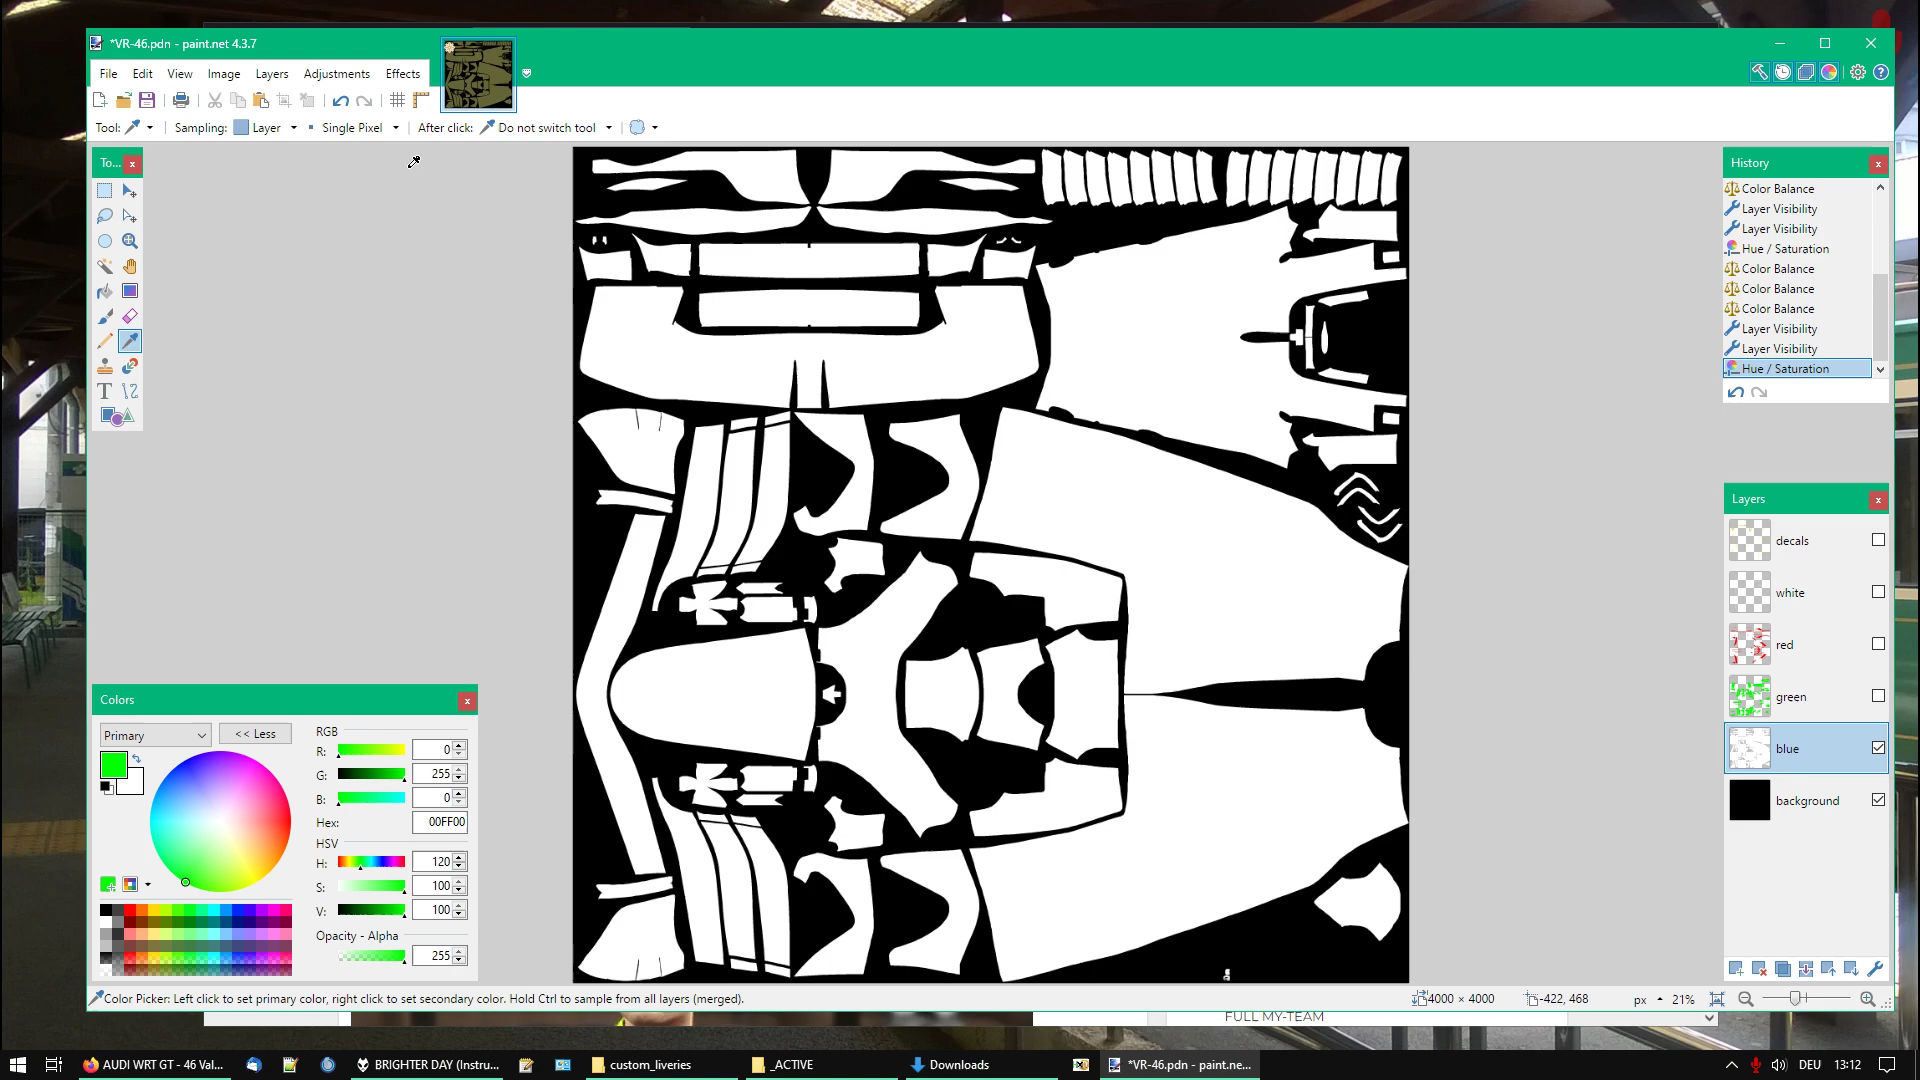 *VR-46.pdn - paint.net 4.3.7
File Edit View Image Layers Adjustments Effects
Tool: Sampling: Layer Single Pixel After click: Do not switch tool
To... x
History x
Color Balance
Layer Visibility
Layer Visibility
Hue / Saturation
Color Balance
Color Balance
Color Balance
Layer Visibility
Layer Visibility
Hue / Saturation
Layers x
decals
white
red
green
blue
background
Colors x
Primary << Less
RGB
R: 0
G: 255
B: 0
Hex: 00FF00
HSV
H: 120
S: 100
V: 100
Opacity - Alpha
255
Color Picker: Left click to set primary color, right click to set secondary color. Hold Ctrl to sample from all layers (merged).
4000 × 4000 -422, 468 px 21%
FULL MY-TEAM
AUDI WRT GT - 46 Val... BRIGHTER DAY (Instru... custom_liveries _ACTIVE Downloads *VR-46.pdn - paint.ne... DEU 13:12